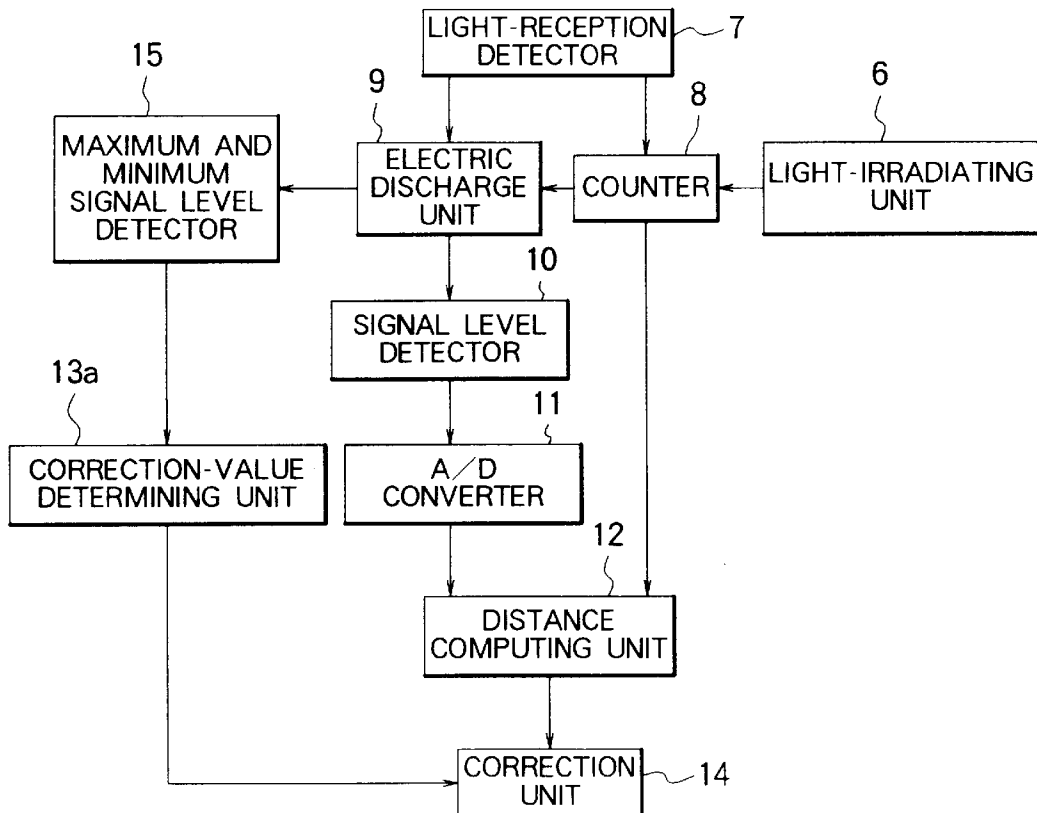 LIGHT-RECEPTION
DETECTOR
7
15
MAXIMUM AND
MINIMUM
SIGNAL LEVEL
DETECTOR
9
ELECTRIC
DISCHARGE
UNIT
8
COUNTER
6
LIGHT-IRRADIATING
UNIT
10
SIGNAL LEVEL
DETECTOR
13a
CORRECTION-VALUE
DETERMINING UNIT
11
A/D
CONVERTER
12
DISTANCE
COMPUTING UNIT
CORRECTION
UNIT
14